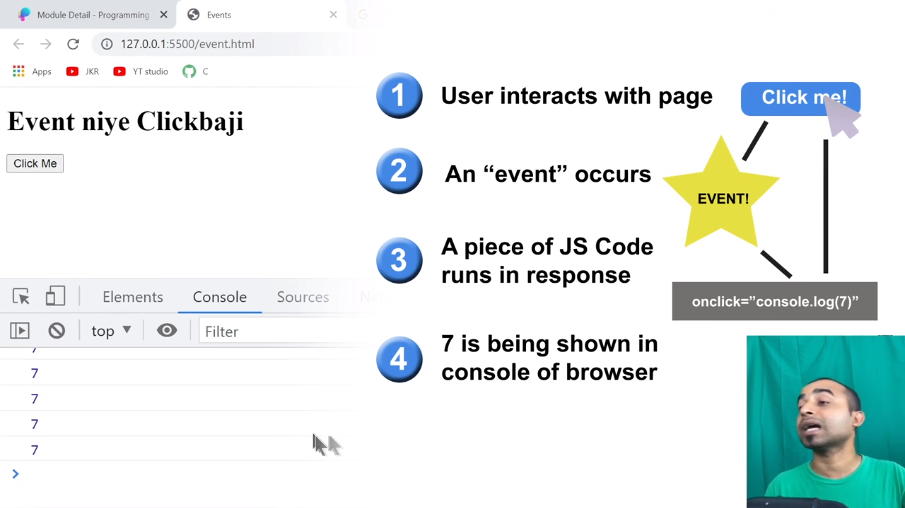 Module Detail - Programming
Events
127.0.0.1:5500/event.html
Apps
JKR
YT studio
C
Event niye Clickbaji
Click Me
Elements
Console
Sources
top
Filter
7
7
7
7
7
1 User interacts with page
Click me!
2 An “event” occurs
EVENT!
3 A piece of JS Code
runs in response
onclick=”console.log(7)”
4 7 is being shown in
console of browser